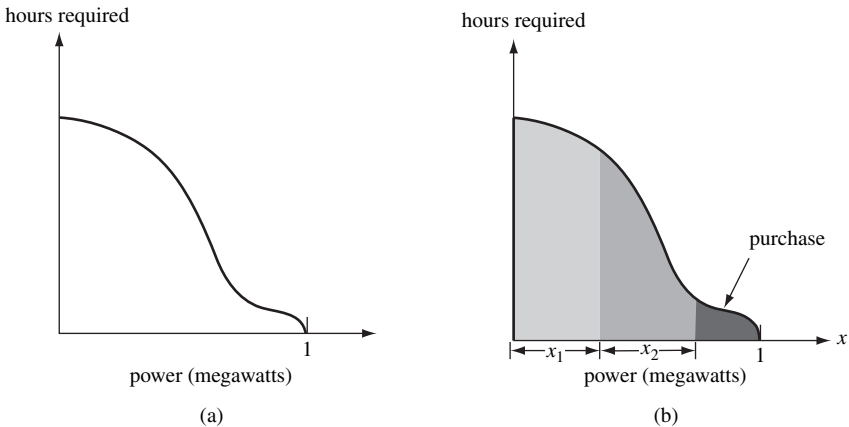 hours required
1
power (megawatts)
(a)
hours required
purchase
x
x₁
x₂
1
power (megawatts)
(b)